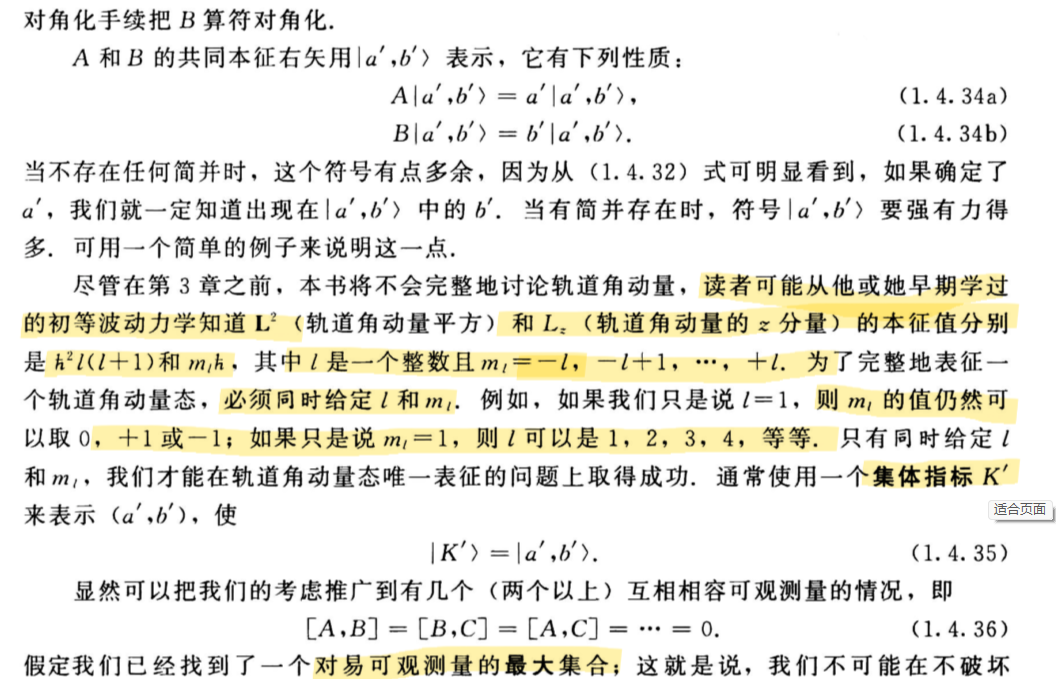 对角化手续把 B 算符对角化.
A 和 B 的共同本征右矢用|a′,b′〉表示，它有下列性质：
A|a′,b′〉= a′|a′,b′〉, (1.4.34a)
B|a′,b′〉= b′|a′,b′〉. (1.4.34b)
当不存在任何简并时，这个符号有点多余，因为从（1.4.32）式可明显看到，如果确定了
a′，我们就一定知道出现在|a′,b′〉中的 b′. 当有简并存在时，符号|a′,b′〉要强有力得
多. 可用一个简单的例子来说明这一点.
尽管在第 3 章之前，本书将不会完整地讨论轨道角动量，读者可能从他或她早期学过
的初等波动力学知道 L²（轨道角动量平方）和 L_z（轨道角动量的 z 分量）的本征值分别
是 ħ²l(l+1)和 m_lħ，其中 l 是一个整数且 m_l=−l，−l+1，⋯，+l. 为了完整地表征一
个轨道角动量态，必须同时给定 l 和 m_l. 例如，如果我们只是说 l=1，则 m_l 的值仍然可
以取 0，+1 或−1；如果只是说 m_l=1，则 l 可以是 1，2，3，4，等等. 只有同时给定 l
和 m_l，我们才能在轨道角动量态唯一表征的问题上取得成功. 通常使用一个集体指标 K′
适合页面
来表示（a′,b′），使
|K′〉=|a′,b′〉. (1.4.35)
显然可以把我们的考虑推广到有几个（两个以上）互相相容可观测量的情况，即
[A,B] = [B,C] = [A,C] = ⋯ = 0. (1.4.36)
假定我们已经找到了一个对易可观测量的最大集合；这就是说，我们不可能在不破坏